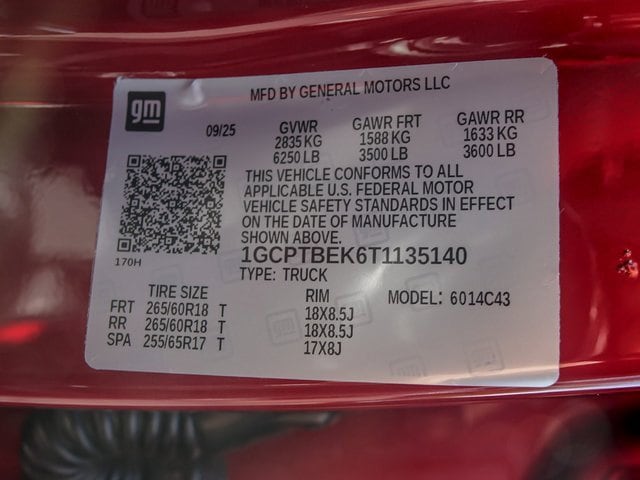 MFD BY GENERAL MOTORS LLC
gm
09/25
GVWR GAWR FRT GAWR RR
2835 KG 1588 KG 1633 KG
6250 LB 3500 LB 3600 LB
THIS VEHICLE CONFORMS TO ALL
APPLICABLE U.S. FEDERAL MOTOR
VEHICLE SAFETY STANDARDS IN EFFECT
ON THE DATE OF MANUFACTURE
SHOWN ABOVE.
170H
1GCPTBEK6T1135140
TYPE: TRUCK
TIRE SIZE RIM MODEL: 6014C43
FRT 265/60R18 T 18X8.5J
RR 265/60R18 T 18X8.5J
SPA 255/65R17 T 17X8J